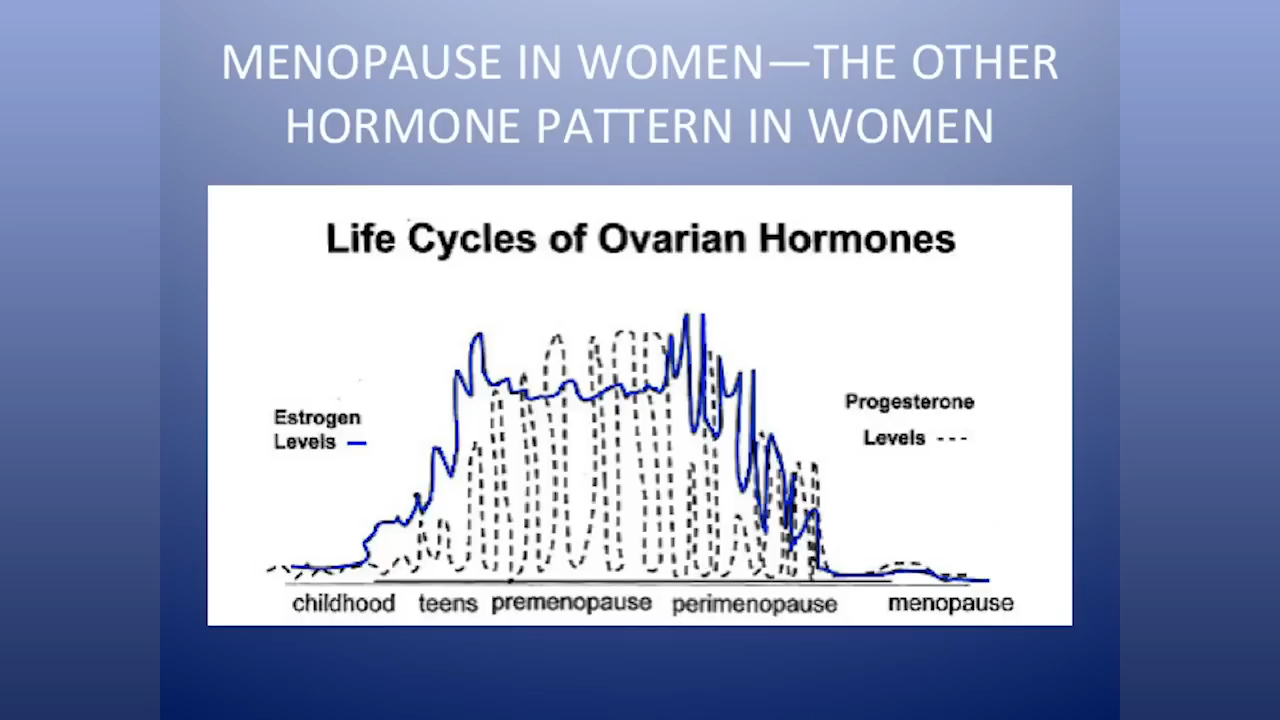 MENOPAUSE IN WOMEN—THE OTHER
HORMONE PATTERN IN WOMEN
Life Cycles of Ovarian Hormones
Estrogen
Levels
Progesterone
Levels
childhood teens premenopause perimenopause menopause